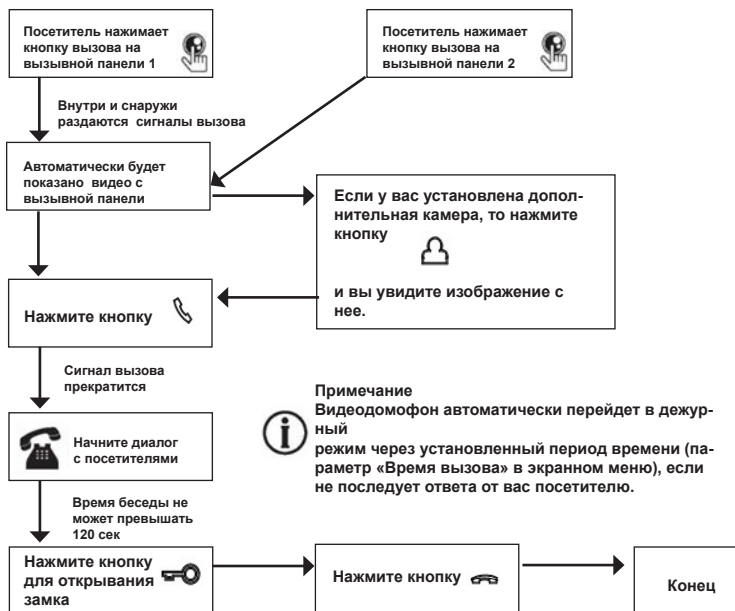 Посетитель нажимает
кнопку вызова на
вызывной панели 1
Посетитель нажимает
кнопку вызова на
вызывной панели 2
Внутри и снаружи
раздаются сигналы вызова
Автоматически будет
показано видео с
вызывной панели
Если у вас установлена допол-
нительная камера, то нажмите
кнопку
и вы увидите изображение с
нее.
Нажмите кнопку
Сигнал вызова
прекратится
Примечание
Видеодомофон автоматически перейдет в дежур-
ный
режим через установленный период времени (па-
раметр «Время вызова» в экранном меню), если
не последует ответа от вас посетителю.
Начните диалог
с посетителями
Время беседы не
может превышать
120 сек
Нажмите кнопку
для открывания
замка
Нажмите кнопку
Конец